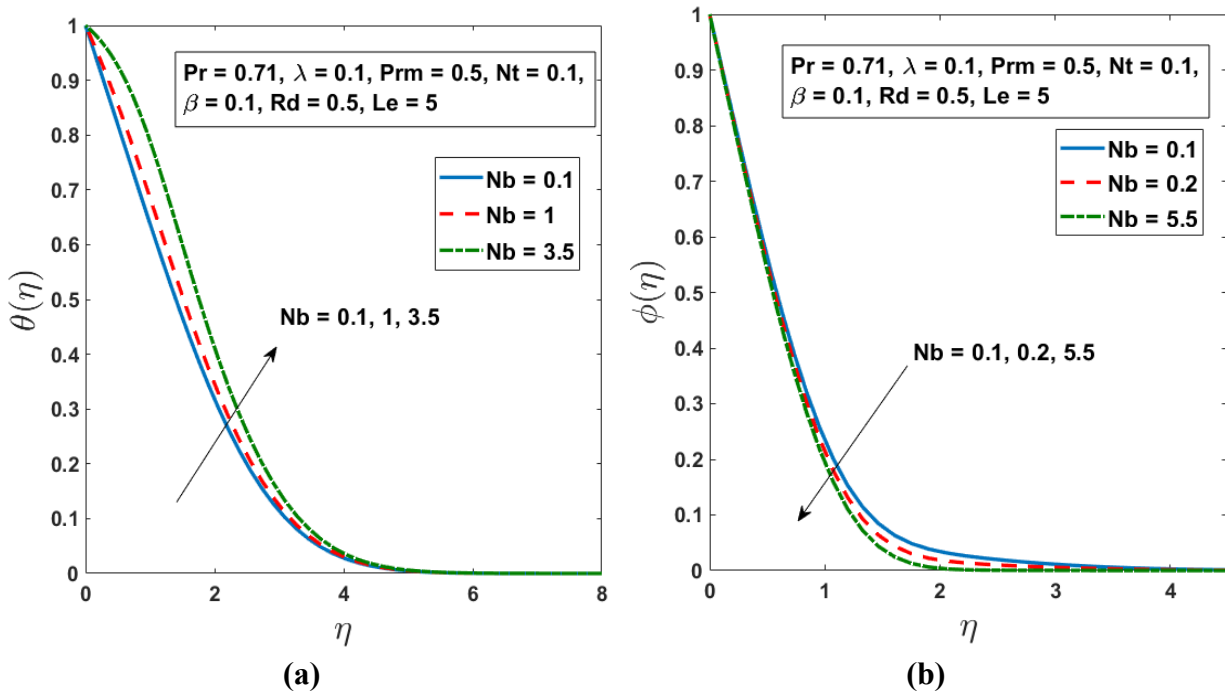 1
0.9
0.8
0.7
0.6
0.5
0.4
0.3
0.2
0.1
0
θ(η)
Pr = 0.71, λ = 0.1, Prm = 0.5, Nt = 0.1,
β = 0.1, Rd = 0.5, Le = 5
Nb = 0.1
Nb = 1
Nb = 3.5
Nb = 0.1, 1, 3.5
0 2 4 6 8
η
(a)
1
0.9
0.8
0.7
0.6
0.5
0.4
0.3
0.2
0.1
0
ϕ(η)
Pr = 0.71, λ = 0.1, Prm = 0.5, Nt = 0.1,
β = 0.1, Rd = 0.5, Le = 5
Nb = 0.1
Nb = 0.2
Nb = 5.5
Nb = 0.1, 0.2, 5.5
0 1 2 3 4
η
(b)